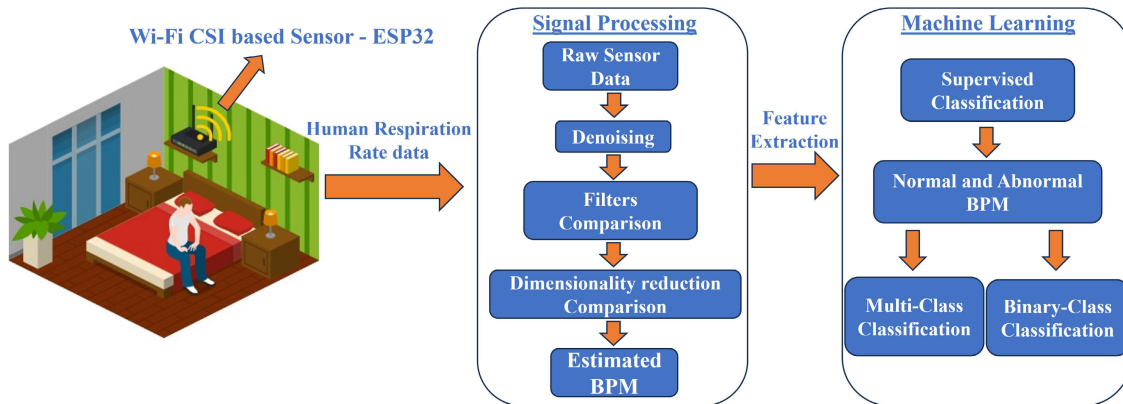 Wi-Fi CSI based Sensor - ESP32
Human Respiration
Rate data
Signal Processing
Raw Sensor
Data
Denoising
Filters
Comparison
Dimensionality reduction
Comparison
Estimated
BPM
Feature
Extraction
Machine Learning
Supervised
Classification
Normal and Abnormal
BPM
Multi-Class
Classification
Binary-Class
Classification